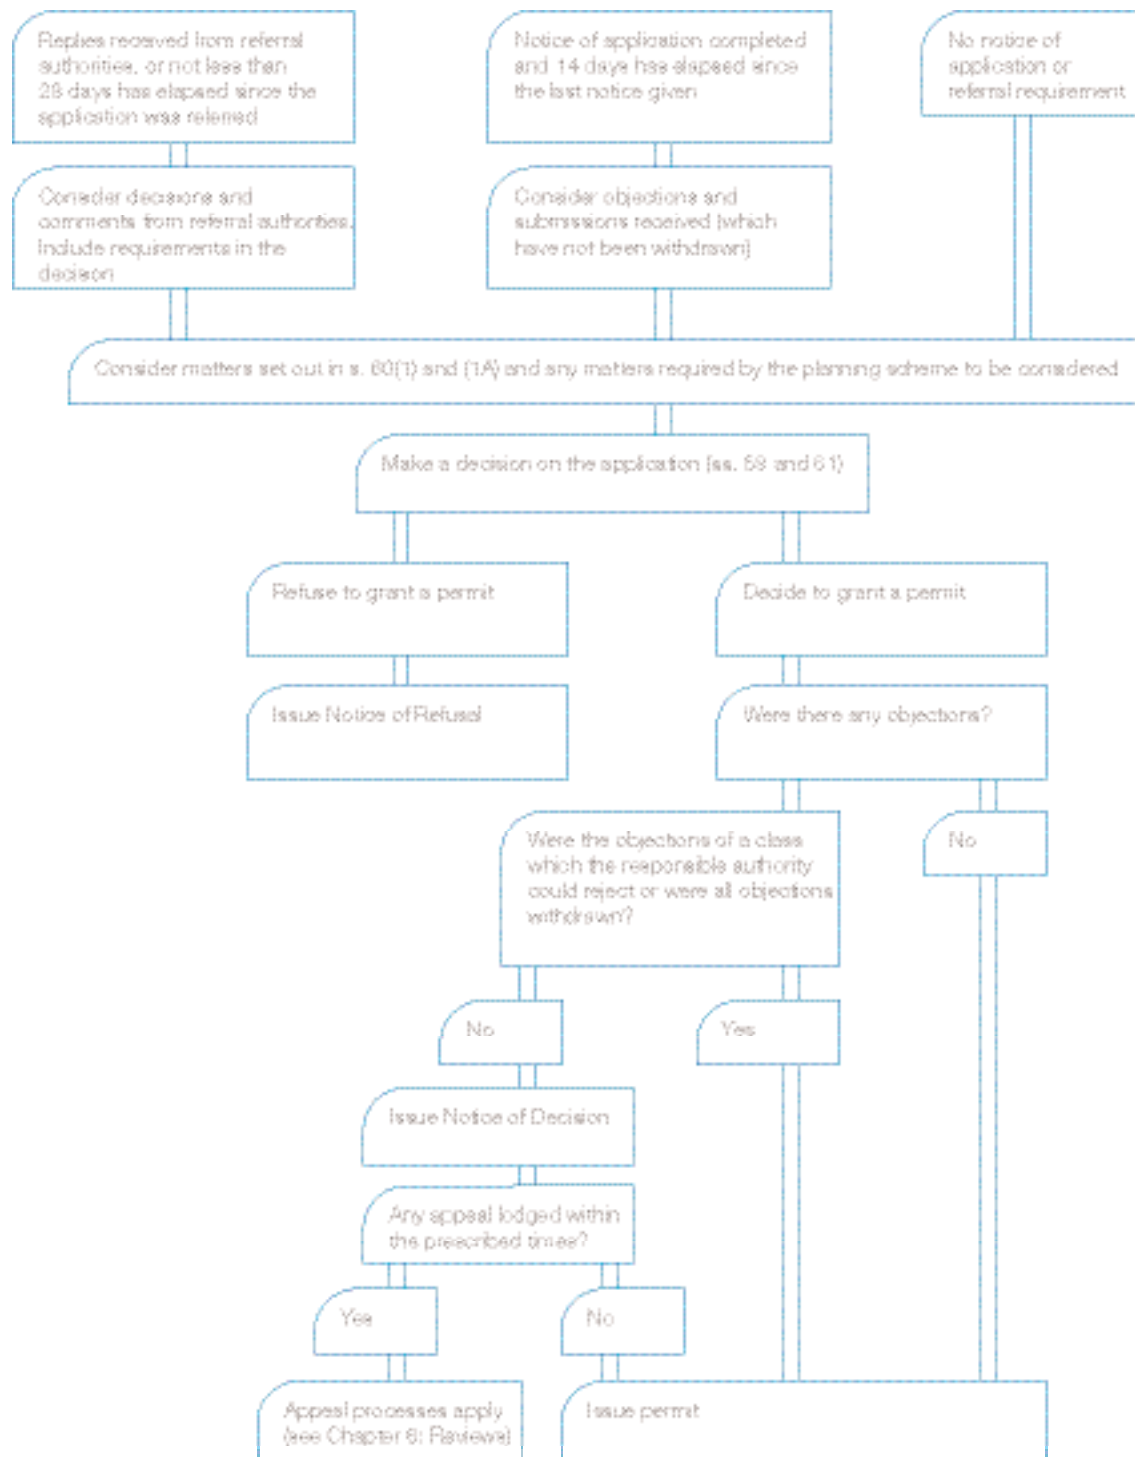 Replies received from referral
authorities, or not less than
28 days has elapsed since the
application was referred
Notice of application completed
and 14 days has elapsed since
the last notice given
No notice of
application or
referral requirement
Consider decisions and
comments from referral authorities.
Include requirements in the
decision
Consider objections and
submissions received (which
have not been withdrawn)
Consider matters set out in s. 60(1) and (1A) and any matters required by the planning scheme to be considered
Make a decision on the application (ss. 59 and 61)
Refuse to grant a permit
Decide to grant a permit
Issue Notice of Refusal
Were there any objections?
Were the objections of a class
which the responsible authority
could reject or were all objections
withdrawn?
No
No
Yes
Issue Notice of Decision
Any appeal lodged within
the prescribed times?
Yes
No
Appeal processes apply
(see Chapter 6: Reviews)
Issue permit